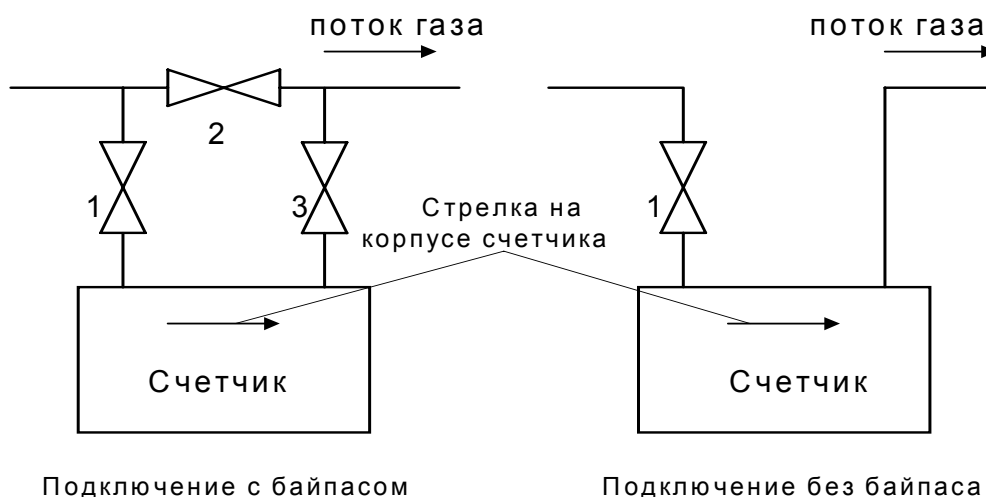 поток газа
2
1
3
Счетчик
Подключение с байпасом
Стрелка на
корпусе счетчика
поток газа
1
Счетчик
Подключение без байпаса